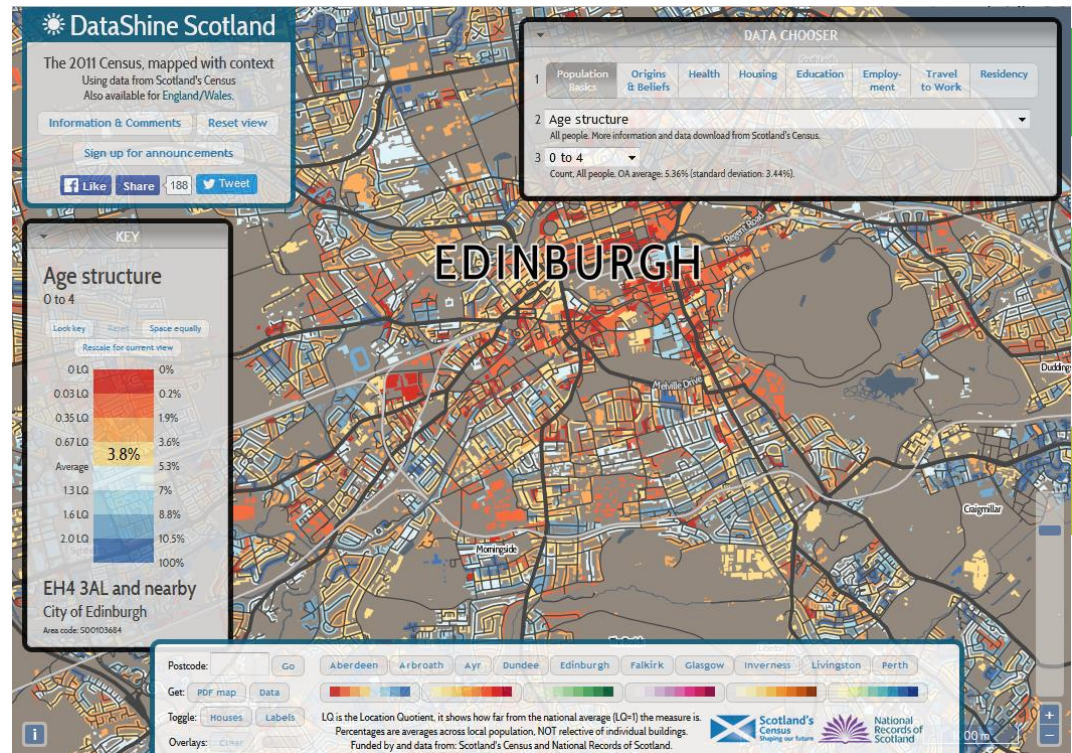 DataShine Scotland
The 2011 Census, mapped with context
Using data from Scotland's Census
Also available for England/Wales.
Information & Comments
Reset view
Sign up for announcements
Like
Share
188
Tweet
DATA CHOOSER
1
Population Basics
Origins & Beliefs
Health
Housing
Education
Employ-ment
Travel to Work
Residency
2 Age structure
All people. More information and data download from Scotland's Census.
3 0 to 4
Count. All people. OA average: 5.36% (standard deviation: 3.44%).
KEY
Age structure
0 to 4
Lock key
Reset
Space equally
Rescale for current view
0 LQ 0%
0.03 LQ 0.2%
0.35 LQ 1.9%
0.67 LQ 3.6%
3.8%
Average 5.3%
1.3 LQ 7%
1.6 LQ 8.8%
2.0 LQ 10.5%
100%
EH4 3AL and nearby
City of Edinburgh
Area code: S00103684
EDINBURGH
Regent Road
Melville Drive
Duddings
Craigmillar
Morningside
Postcode:
Go
Aberdeen
Arbroath
Ayr
Dundee
Edinburgh
Falkirk
Glasgow
Inverness
Livingston
Perth
Get:
PDF map
Data
Toggle:
Houses
Labels
Overlays:
Clear
LQ is the Location Quotient, it shows how far from the national average (LQ=1) the measure is.
Percentages are averages across local population, NOT relective of individual buildings.
Funded by and data from: Scotland's Census and National Records of Scotland.
Scotland's
Census
Shaping our future
National
Records of
Scotland
i
+
−